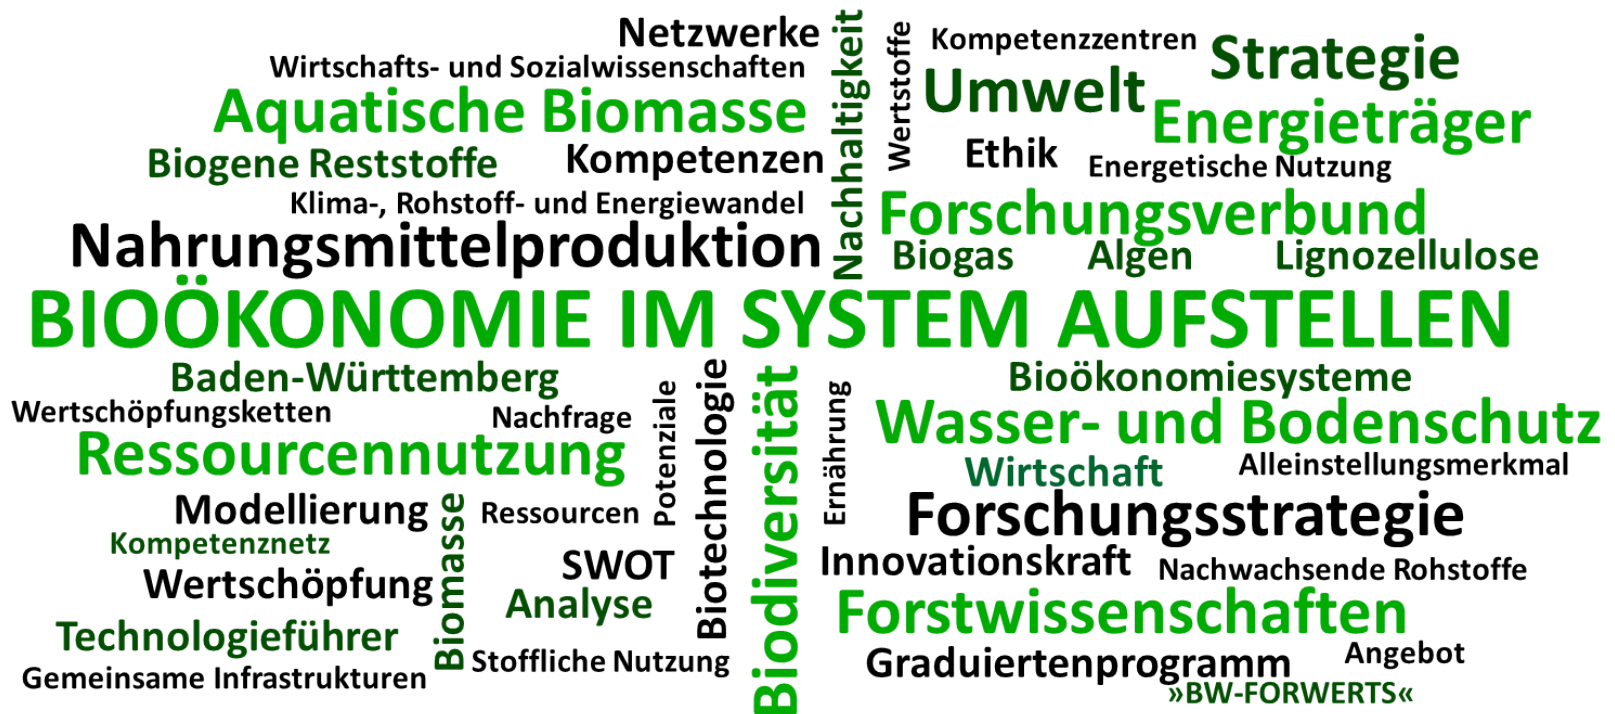 Netzwerke
Wirtschafts- und Sozialwissenschaften
Aquatische Biomasse
Biogene Reststoffe
Kompetenzen
Klima-, Rohstoff- und Energiewandel
Nahrungsmittelproduktion
Nachhaltigkeit
Wertstoffe
Kompetenzzentren
Strategie
Umwelt
Energieträger
Ethik
Energetische Nutzung
Forschungsverbund
Biogas
Algen
Lignozellulose
BIOÖKONOMIE IM SYSTEM AUFSTELLEN
Baden-Württemberg
Wertschöpfungsketten
Nachfrage
Ressourcennutzung
Modellierung
Kompetenznetz
Wertschöpfung
Technologieführer
Gemeinsame Infrastrukturen
Biomasse
Ressourcen
SWOT
Analyse
Stoffliche Nutzung
Potenziale
Biotechnologie
Biodiversität
Ernährung
Bioökonomiesysteme
Wasser- und Bodenschutz
Wirtschaft
Alleinstellungsmerkmal
Forschungsstrategie
Innovationskraft
Nachwachsende Rohstoffe
Forstwissenschaften
Graduiertenprogramm
Angebot
»BW-FORWERTS«